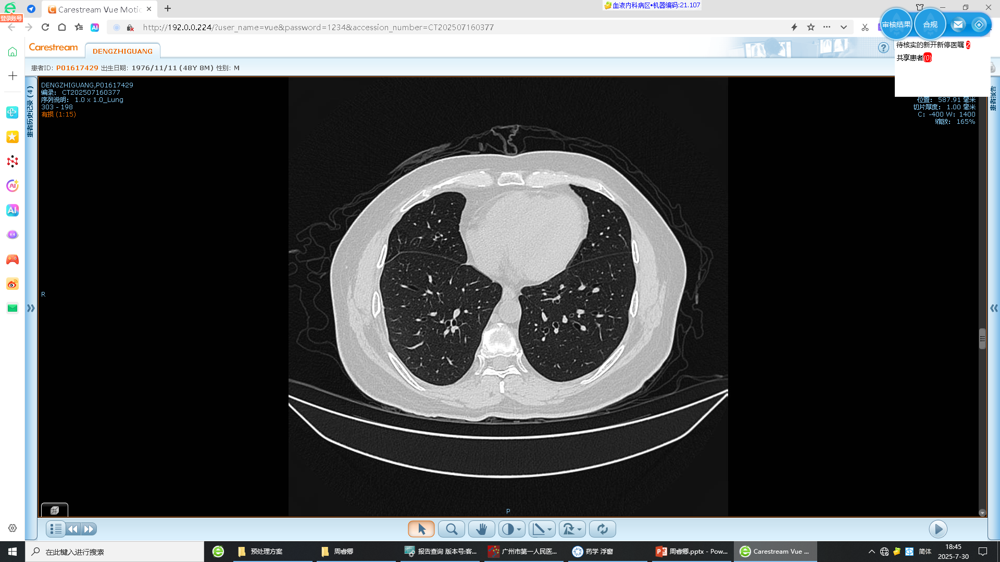 登录账号
Carestream Vue Motic
血液内科病区•机器编码:21.107
http://192.0.0.224/?user_name=vue&password=1234&accession_number=CT202507160377
审核结果
合规
待核实的新开新停医嘱 2
共享患者(0)
Carestream
DENGZHIGUANG
患者ID: P01617429 出生日期: 1976/11/11 (48Y 8M) 性别: M
患者历史记录 (4)
患者报告
DENGZHIGUANG,P01617429
编录: CT202507160377
序列说明: 1.0 x 1.0_Lung
303 - 198
有损 (1:15)
位置: 587.91 毫米
切片厚度: 1.00 毫米
C: -400 W: 1400
缩放: 165%
AI
AI
AI
R
P
在此键入进行搜索
预处理方案
周睿卿
报告查询 版本号:客...
广州市第一人民医...
药学 浮窗
周睿卿.pptx - Pow...
Carestream Vue ...
简体
18:45
2025-7-30